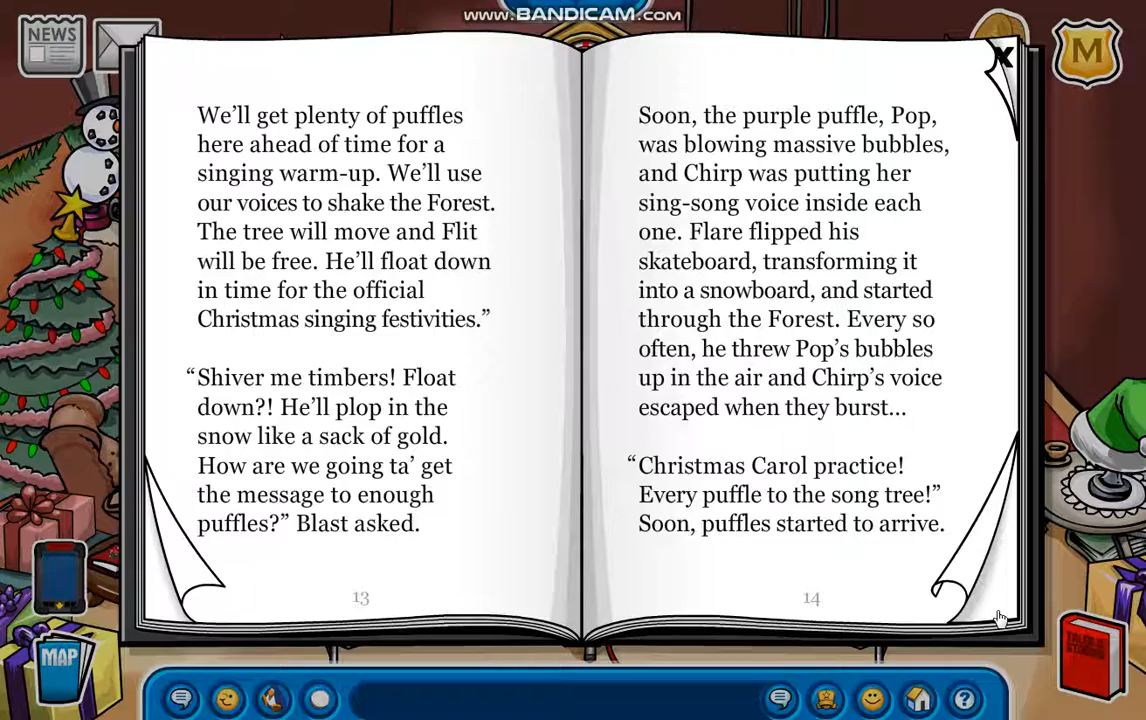 www.BANDICAM.com
NEWS
M
X
We'll get plenty of puffles
here ahead of time for a
singing warm-up. We'll use
our voices to shake the Forest.
The tree will move and Flit
will be free. He'll float down
in time for the official
Christmas singing festivities.”
“Shiver me timbers! Float
down?! He'll plop in the
snow like a sack of gold.
How are we going ta’ get
the message to enough
puffles?” Blast asked.
13
Soon, the purple puffle, Pop,
was blowing massive bubbles,
and Chirp was putting her
sing-song voice inside each
one. Flare flipped his
skateboard, transforming it
into a snowboard, and started
through the Forest. Every so
often, he threw Pop’s bubbles
up in the air and Chirp’s voice
escaped when they burst...
“Christmas Carol practice!
Every puffle to the song tree!”
Soon, puffles started to arrive.
14
MAP
?